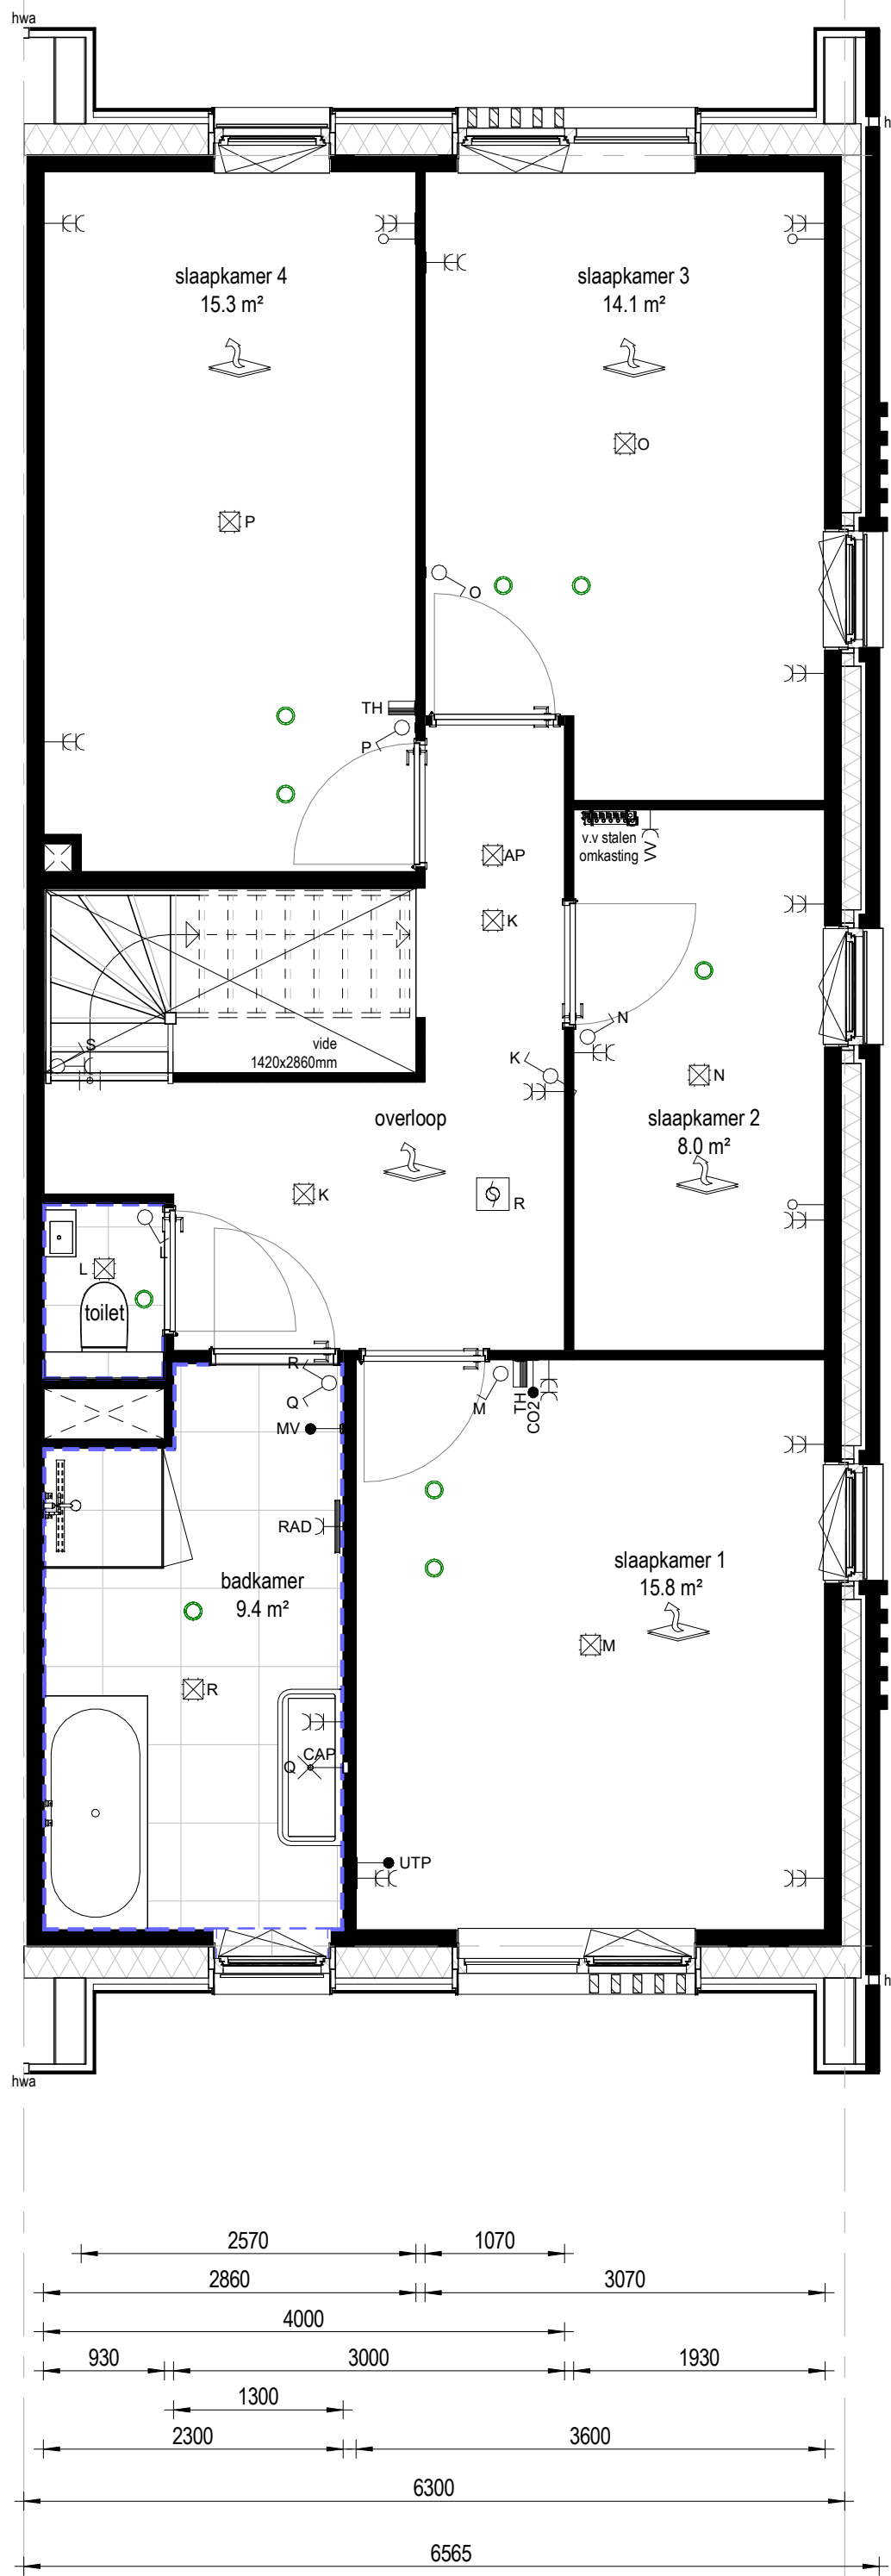 hwa
h
slaapkamer 4
15.3 m²
slaapkamer 3
14.1 m²
O
P
O
TH
P
v.v stalen
omkasting
VV
AP
K
N
S
vide
1420x2860mm
K
N
overloop
slaapkamer 2
8.0 m²
K
R
L
L
toilet
R
Q
M
TH
CO2
MV
RAD
badkamer
9.4 m²
slaapkamer 1
15.8 m²
M
R
CAP
Q
UTP
h
hwa
2570
1070
2860
3070
4000
930
3000
1930
1300
2300
3600
6300
6565